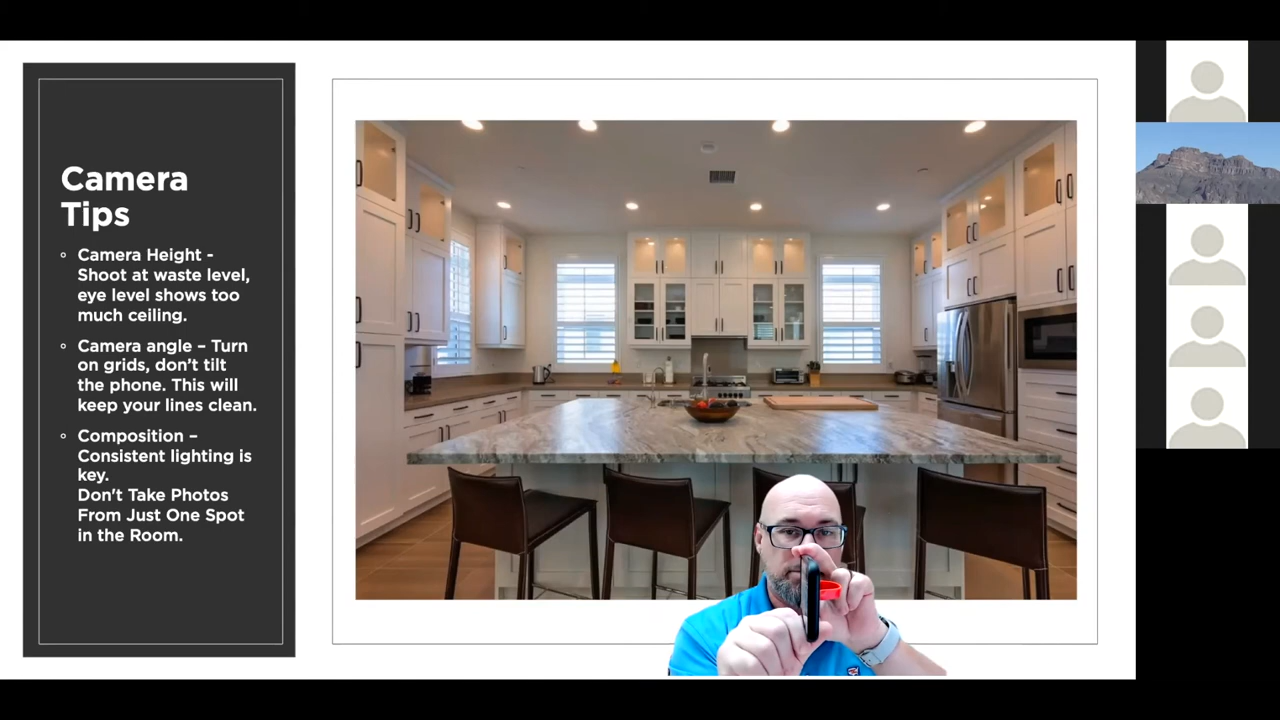 Camera
Tips
Camera Height -
Shoot at waste level,
eye level shows too
much ceiling.
Camera angle – Turn
on grids, don't tilt
the phone. This will
keep your lines clean.
Composition –
Consistent lighting is
key.
Don't Take Photos
From Just One Spot
in the Room.